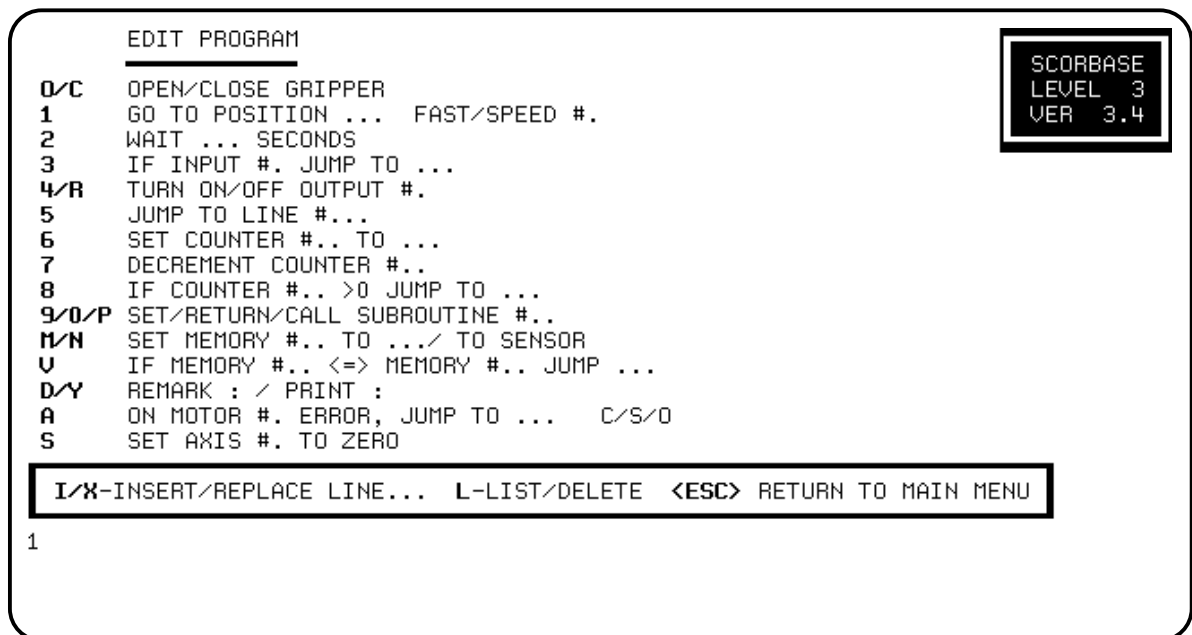 EDIT PROGRAM
SCORBASE
LEVEL 3
VER 3.4
O/C OPEN/CLOSE GRIPPER
1 GO TO POSITION ... FAST/SPEED #.
2 WAIT ... SECONDS
3 IF INPUT #. JUMP TO ...
4/R TURN ON/OFF OUTPUT #.
5 JUMP TO LINE #...
6 SET COUNTER #.. TO ...
7 DECREMENT COUNTER #..
8 IF COUNTER #.. >0 JUMP TO ...
9/0/P SET/RETURN/CALL SUBROUTINE #..
M/N SET MEMORY #.. TO .../ TO SENSOR
V IF MEMORY #.. <=> MEMORY #.. JUMP ...
D/Y REMARK : / PRINT :
A ON MOTOR #. ERROR, JUMP TO ... C/S/O
S SET AXIS #. TO ZERO
I/X-INSERT/REPLACE LINE... L-LIST/DELETE <ESC> RETURN TO MAIN MENU
1